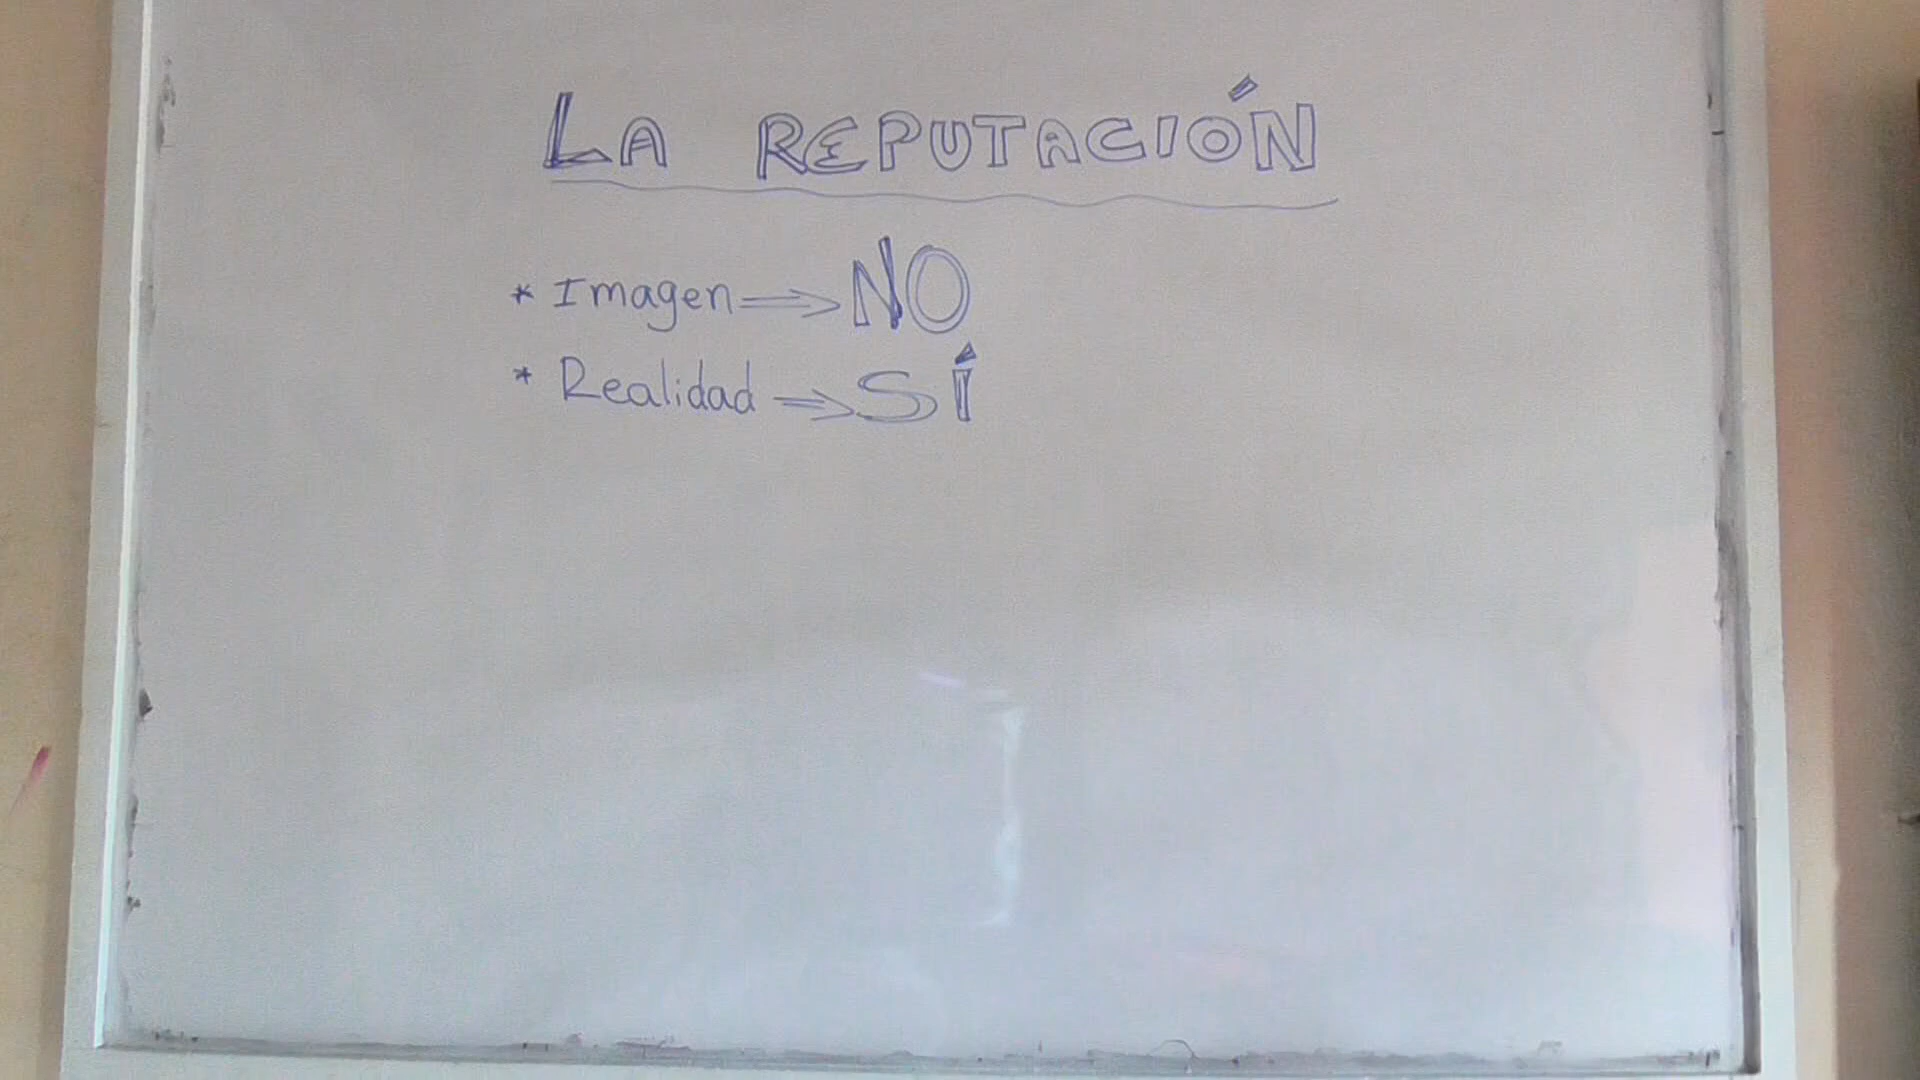 LA REPUTACIÓN
* Imagen ⇒ NO
* Realidad ⇒ SÍ